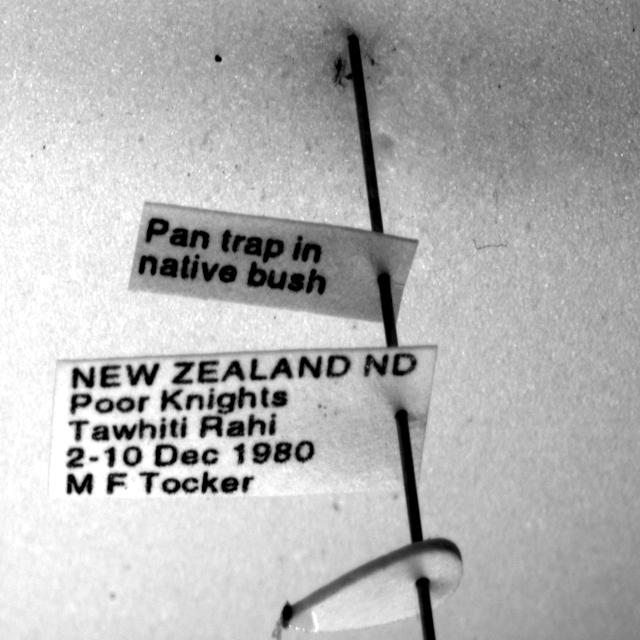 Pan trap in
native bush
NEW ZEALAND ND
Poor Knights
Tawhiti Rahi
2-10 Dec 1980
M F Tocker